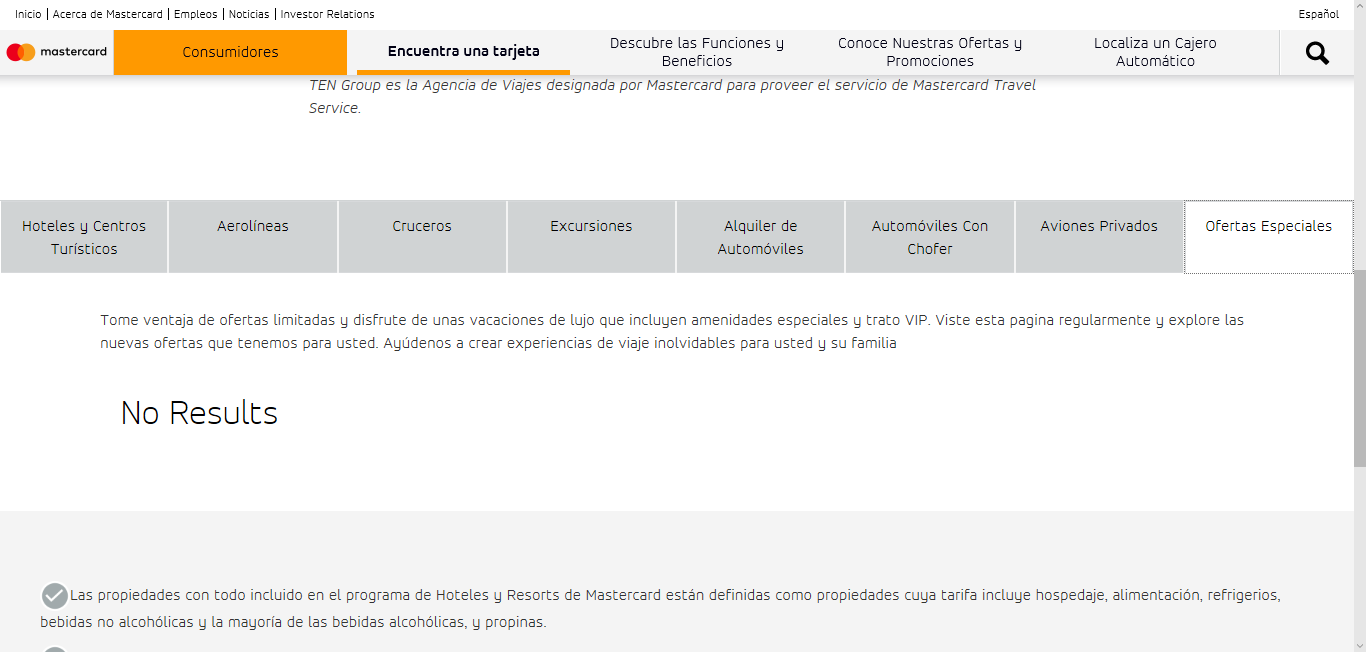 Inicio | Acerca de Mastercard | Empleos | Noticias | Investor Relations
Español
mastercard
Consumidores
Encuentra una tarjeta
Descubre las Funciones y
Beneficios
Conoce Nuestras Ofertas y
Promociones
Localiza un Cajero
Automático
TEN Group es la Agencia de Viajes designada por Mastercard para proveer el servicio de Mastercard Travel
Service.
Hoteles y Centros
Turísticos
Aerolíneas
Cruceros
Excursiones
Alquiler de
Automóviles
Automóviles Con
Chofer
Aviones Privados
Ofertas Especiales
Tome ventaja de ofertas limitadas y disfrute de unas vacaciones de lujo que incluyen amenidades especiales y trato VIP. Viste esta pagina regularmente y explore las
nuevas ofertas que tenemos para usted. Ayúdenos a crear experiencias de viaje inolvidables para usted y su familia
No Results
Las propiedades con todo incluido en el programa de Hoteles y Resorts de Mastercard están definidas como propiedades cuya tarifa incluye hospedaje, alimentación, refrigerios,
bebidas no alcohólicas y la mayoría de las bebidas alcohólicas, y propinas.